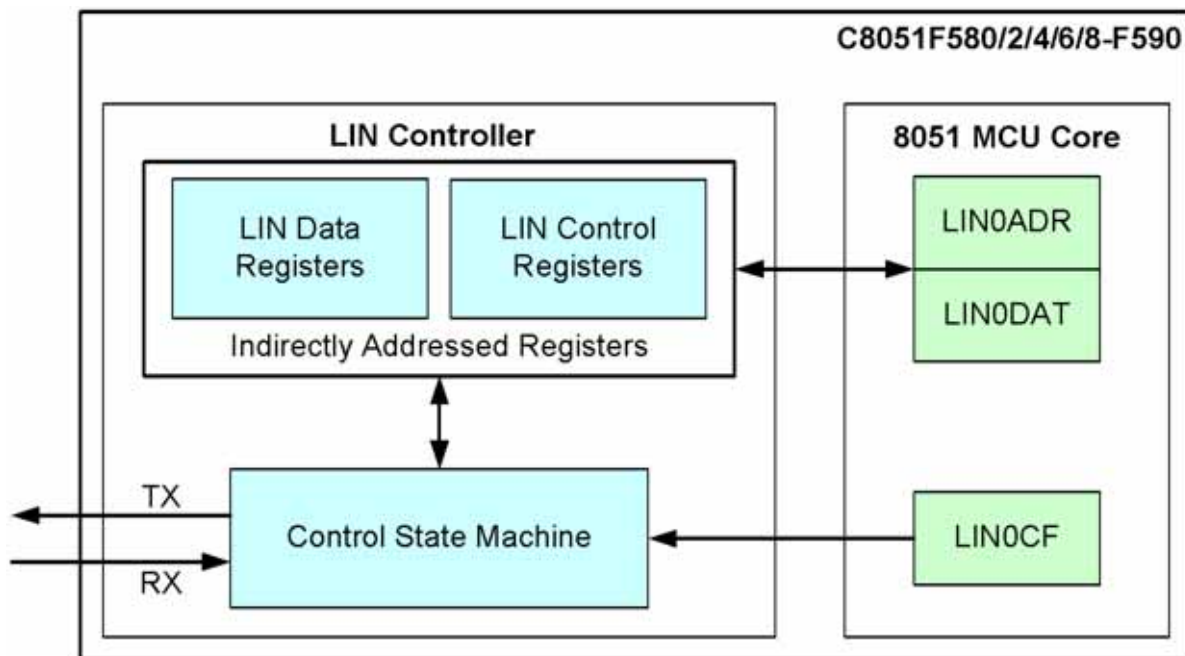 C8051F580/2/4/6/8-F590
LIN Controller
8051 MCU Core
LIN Data
Registers
LIN Control
Registers
Indirectly Addressed Registers
LIN0ADR
LIN0DAT
TX
RX
Control State Machine
LIN0CF